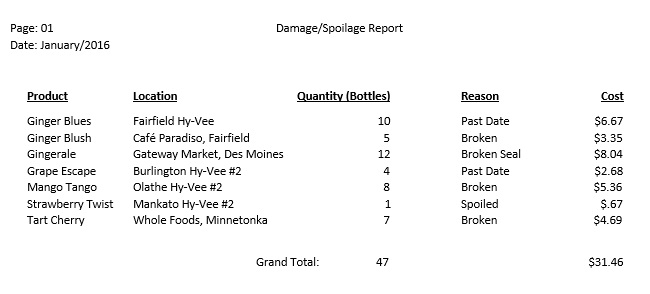 Page: 01 Damage/Spoilage Report
Date: January/2016
Product Location Quantity (Bottles) Reason Cost
Ginger Blues Fairfield Hy-Vee 10 Past Date $6.67
Ginger Blush Café Paradiso, Fairfield 5 Broken $3.35
Gingerale Gateway Market, Des Moines 12 Broken Seal $8.04
Grape Escape Burlington Hy-Vee #2 4 Past Date $2.68
Mango Tango Olathe Hy-Vee #2 8 Broken $5.36
Strawberry Twist Mankato Hy-Vee #2 1 Spoiled $.67
Tart Cherry Whole Foods, Minnetonka 7 Broken $4.69
Grand Total: 47 $31.46